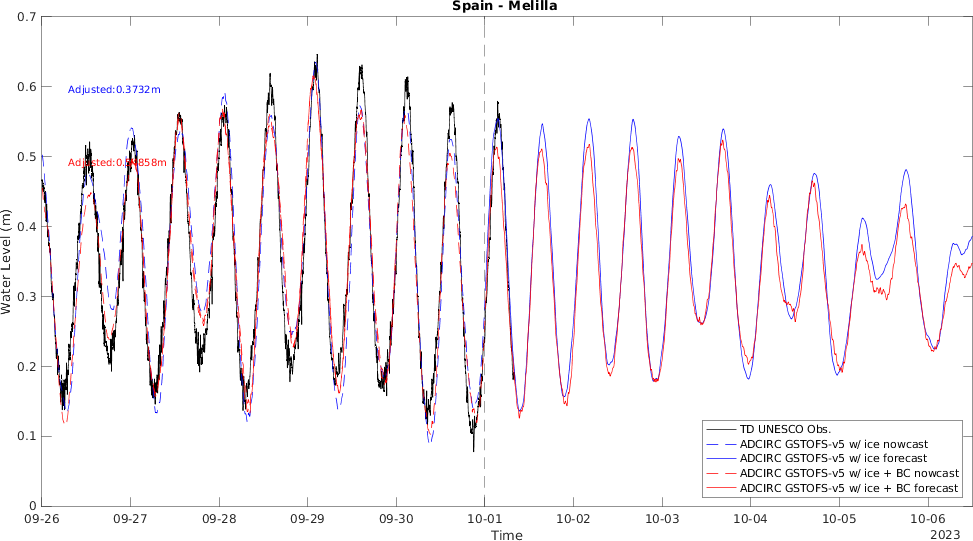 Spain - Melilla
0.7
0.6
0.5
0.4
0.3
0.2
0.1
0
Water Level (m)
Adjusted:0.3732m
TD UNESCO Obs.
ADCIRC GSTOFS-v5 w/ ice nowcast
ADCIRC GSTOFS-v5 w/ ice forecast
ADCIRC GSTOFS-v5 w/ ice + BC nowcast
ADCIRC GSTOFS-v5 w/ ice + BC forecast
09-26 09-27 09-28 09-29 09-30 10-01 10-02 10-03 10-04 10-05 10-06
Time
2023